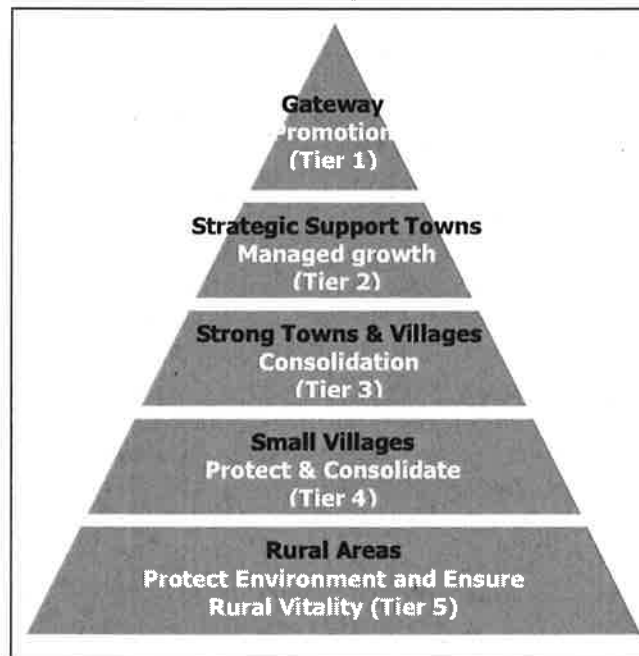 Gateway
Promotion
(Tier 1)
Strategic Support Towns
Managed growth
(Tier 2)
Strong Towns & Villages
Consolidation
(Tier 3)
Small Villages
Protect & Consolidate
(Tier 4)
Rural Areas
Protect Environment and Ensure
Rural Vitality (Tier 5)